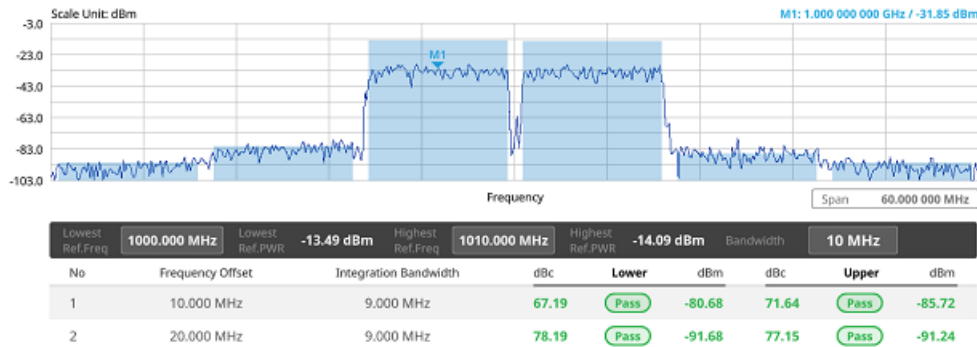 Scale Unit: dBm
M1: 1.000 000 000 GHz / -31.85 dBm
-3.0
-23.0
M1
-43.0
-63.0
-83.0
-103.0
Frequency
Span 60.000 000 MHz
Lowest Ref.Freq 1000.000 MHz Lowest Ref.PWR -13.49 dBm Highest Ref.Freq 1010.000 MHz Highest Ref.PWR -14.09 dBm Bandwidth 10 MHz
No Frequency Offset Integration Bandwidth dBc Lower dBm dBc Upper dBm
1 10.000 MHz 9.000 MHz 67.19 Pass -80.68 71.64 Pass -85.72
2 20.000 MHz 9.000 MHz 78.19 Pass -91.68 77.15 Pass -91.24